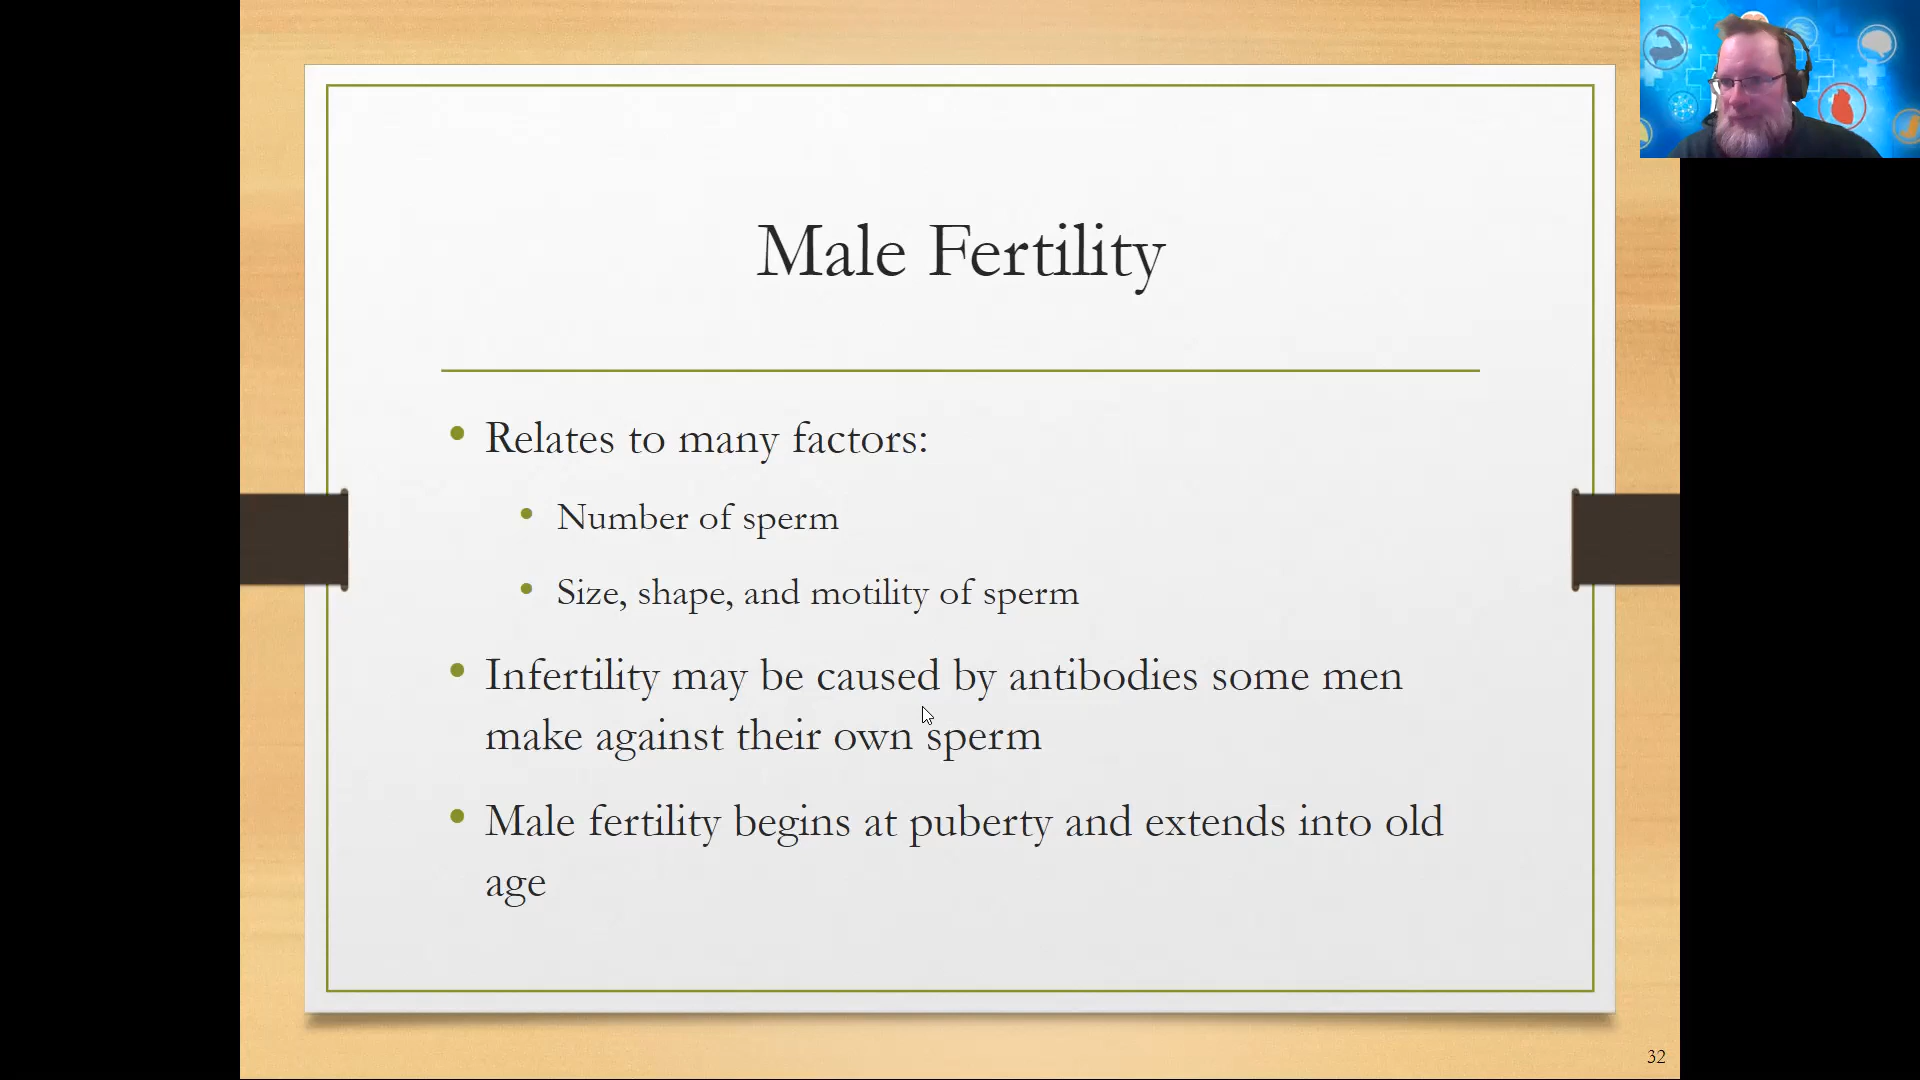 Male Fertility
• Relates to many factors:
• Number of sperm
• Size, shape, and motility of sperm
• Infertility may be caused by antibodies some men
make against their own sperm
• Male fertility begins at puberty and extends into old
age
32